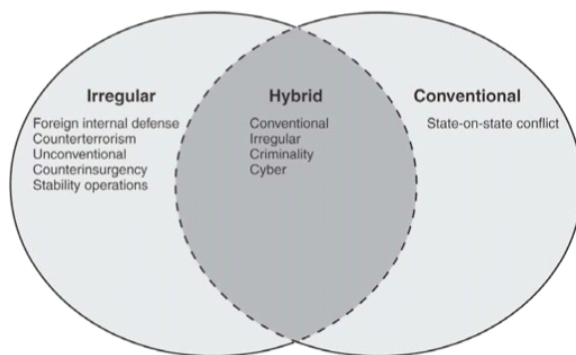 Irregular
Foreign internal defense
Counterterrorism
Unconventional
Counterinsurgency
Stability operations
Hybrid
Conventional
Irregular
Criminality
Cyber
Conventional
State-on-state conflict